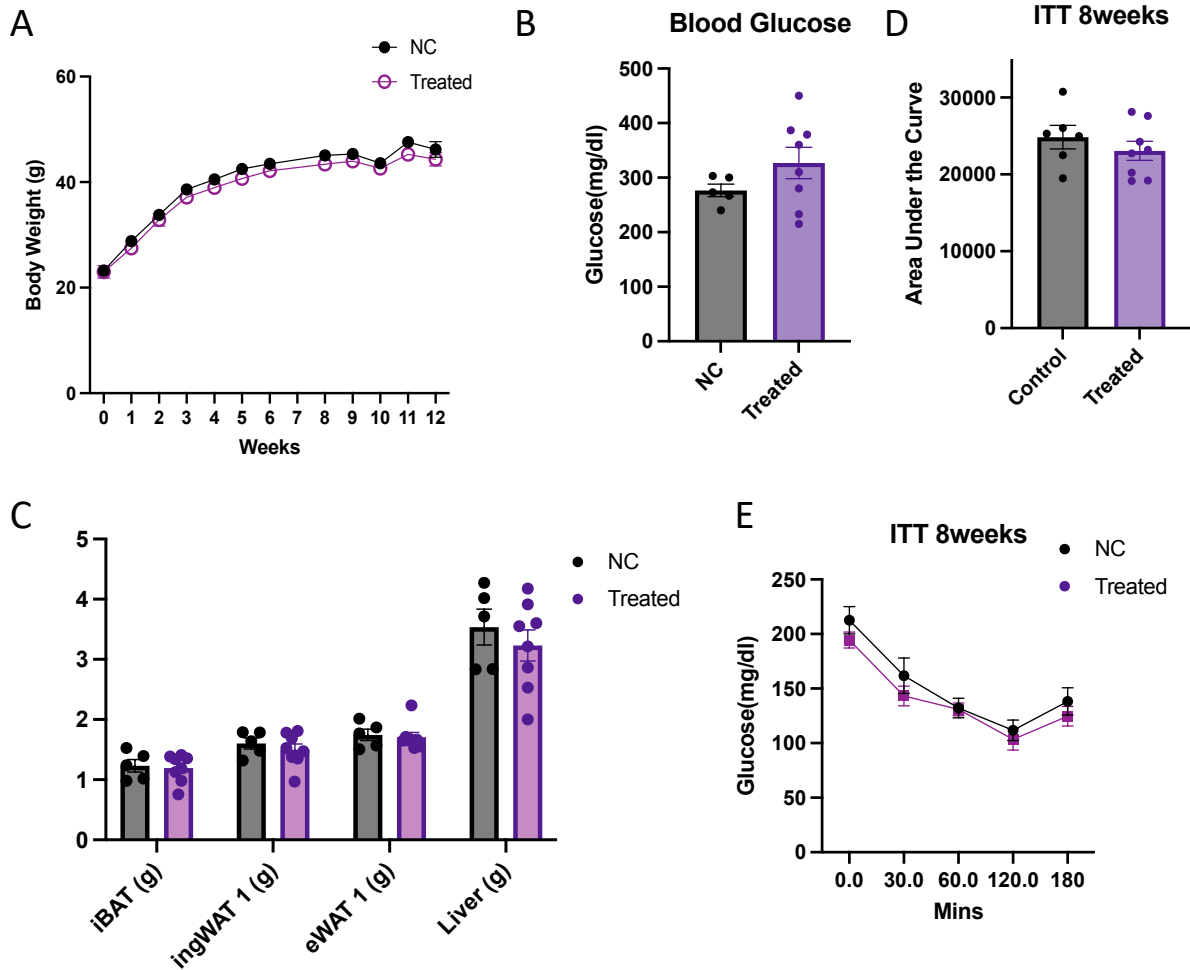 A
NC
Treated
60
40
20
0
Body Weight (g)
0 1 2 3 4 5 6 7 8 9 10 11 12
Weeks
B
Blood Glucose
500
400
300
200
100
0
Glucose(mg/dl)
NC
Treated
D
ITT 8weeks
30000
20000
10000
0
Area Under the Curve
Control
Treated
C
NC
Treated
5
4
3
2
1
0
iBAT (g)
ingWAT 1 (g)
eWAT 1 (g)
Liver (g)
E
ITT 8weeks
NC
Treated
250
200
150
100
50
0
Glucose(mg/dl)
0.0 30.0 60.0 120.0 180
Mins